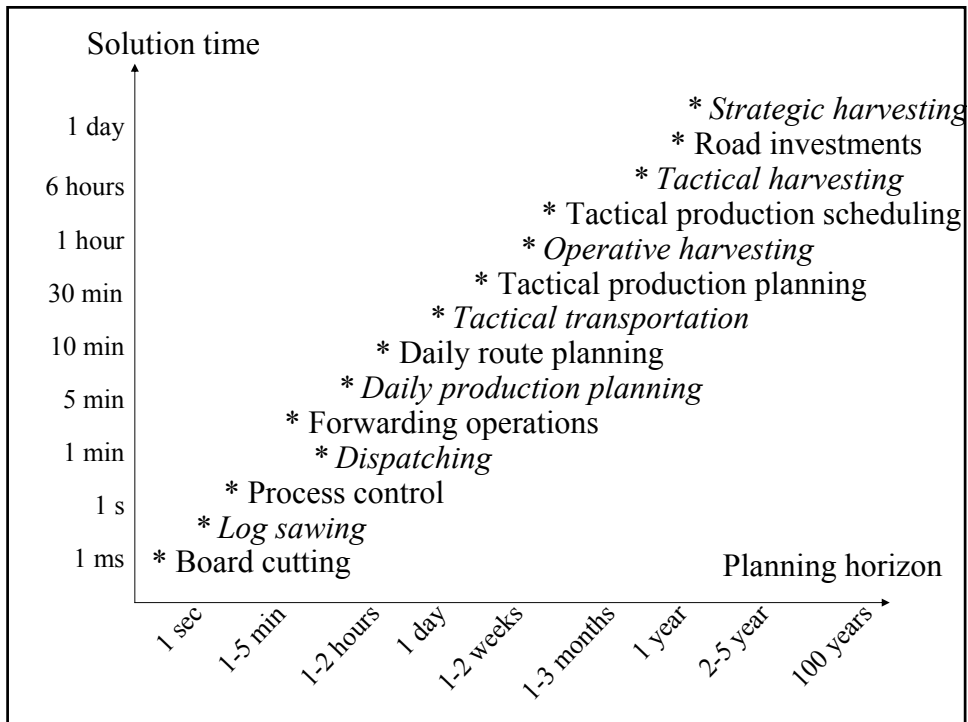 Solution time
* Strategic harvesting
1 day
* Road investments
* Tactical harvesting
6 hours
* Tactical production scheduling
1 hour
* Operative harvesting
* Tactical production planning
30 min
* Tactical transportation
10 min
* Daily route planning
* Daily production planning
5 min
* Forwarding operations
1 min
* Dispatching
* Process control
1 s
* Log sawing
1 ms
* Board cutting
Planning horizon
1 sec
1-5 min
1-2 hours
1 day
1-2 weeks
1-3 months
1 year
2-5 year
100 years